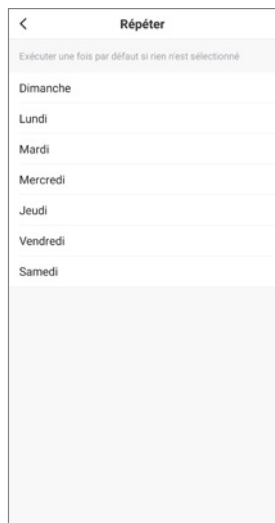 Répéter
Exécuter une fois par défaut si rien n'est sélectionné
Dimanche
Lundi
Mardi
Mercredi
Jeudi
Vendredi
Samedi